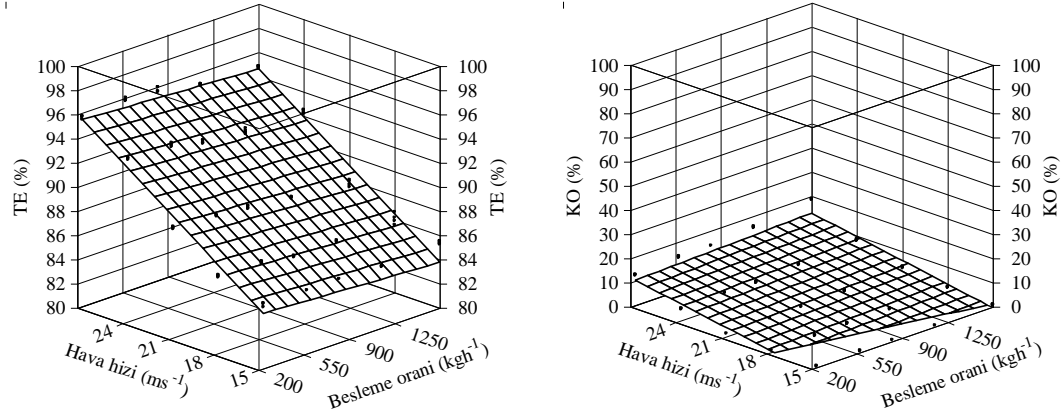 100 98 96 94 92 90 88 86 84 82 80
TE (%)
100 98 96 94 92 90 88 86 84 82 80
TE (%)
24 21 18 15
Hava hizi (ms⁻¹)
200 550 900 1250
Besleme orani (kgh⁻¹)
100 90 80 70 60 50 40 30 20 10 0
KO (%)
100 90 80 70 60 50 40 30 20 10 0
KO (%)
24 21 18 15
Hava hizi (ms⁻¹)
200 550 900 1250
Besleme orani (kgh⁻¹)